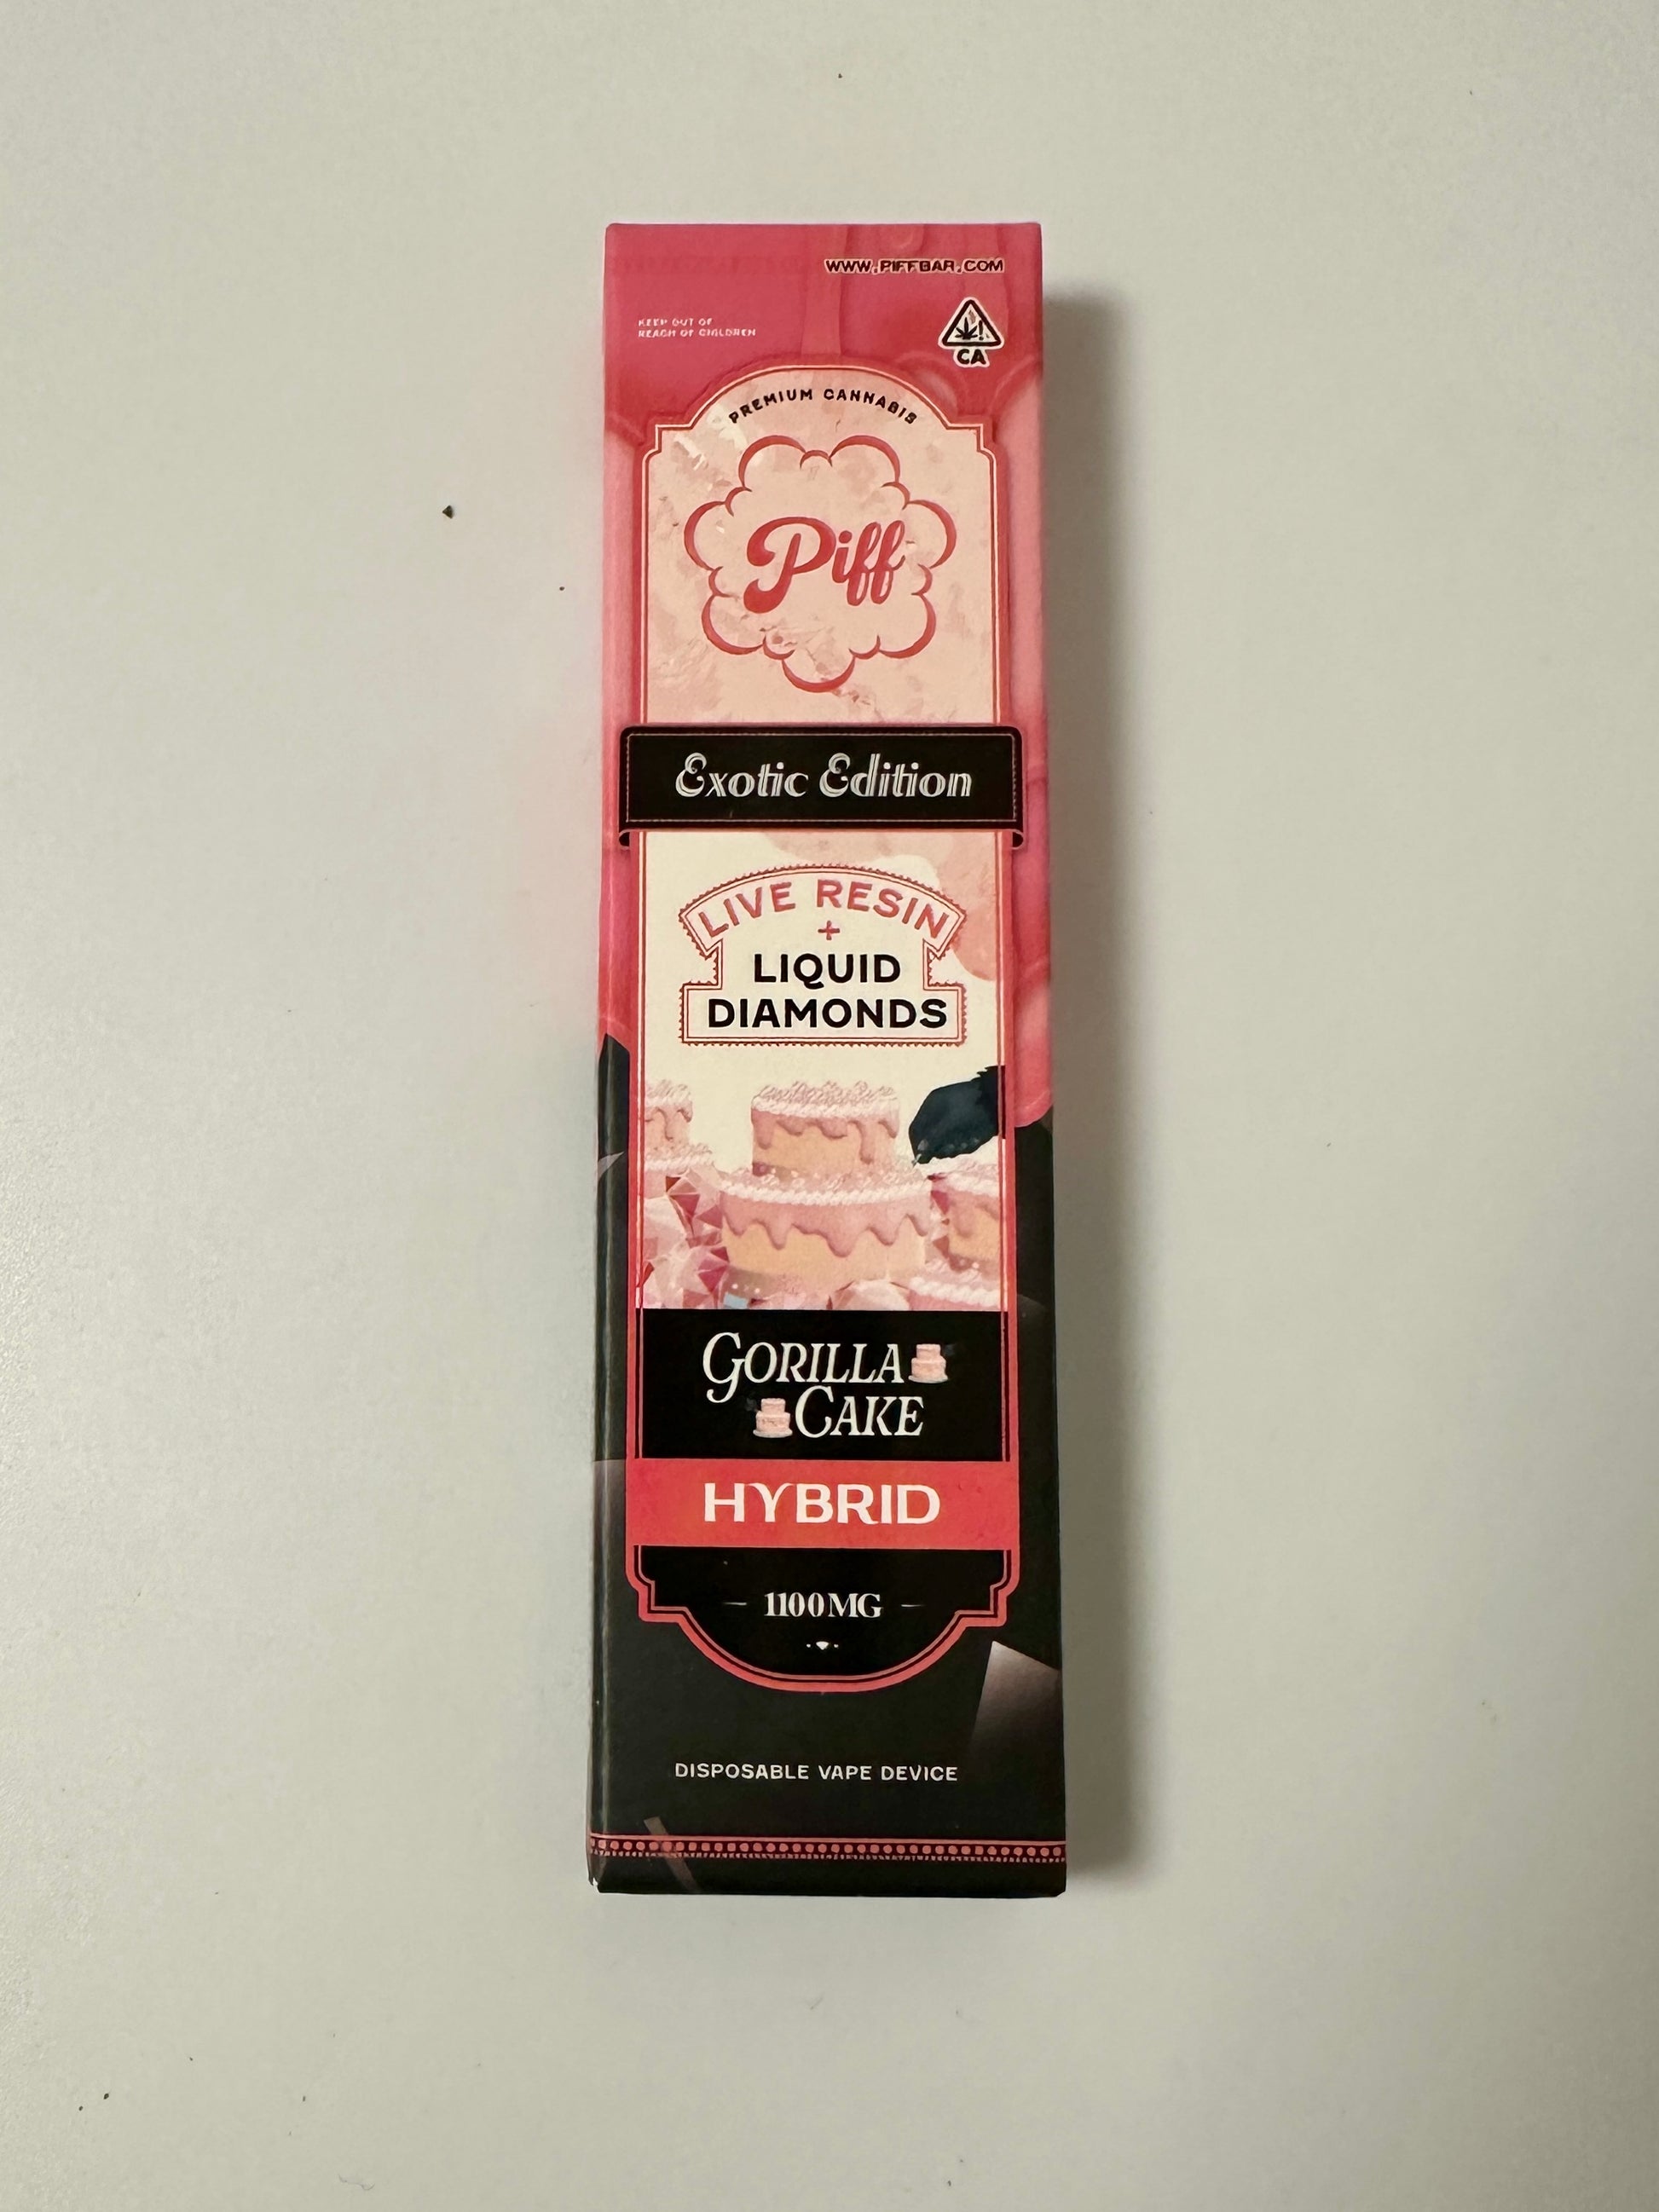 WWW.PIFFBAR.COM
KEEP OUT OF
REACH OF CHILDREN
CA
PREMIUM CANNABIS
Piff
Exotic Edition
LIVE RESIN
+
LIQUID
DIAMONDS
GORILLA
CAKE
HYBRID
1100MG
DISPOSABLE VAPE DEVICE